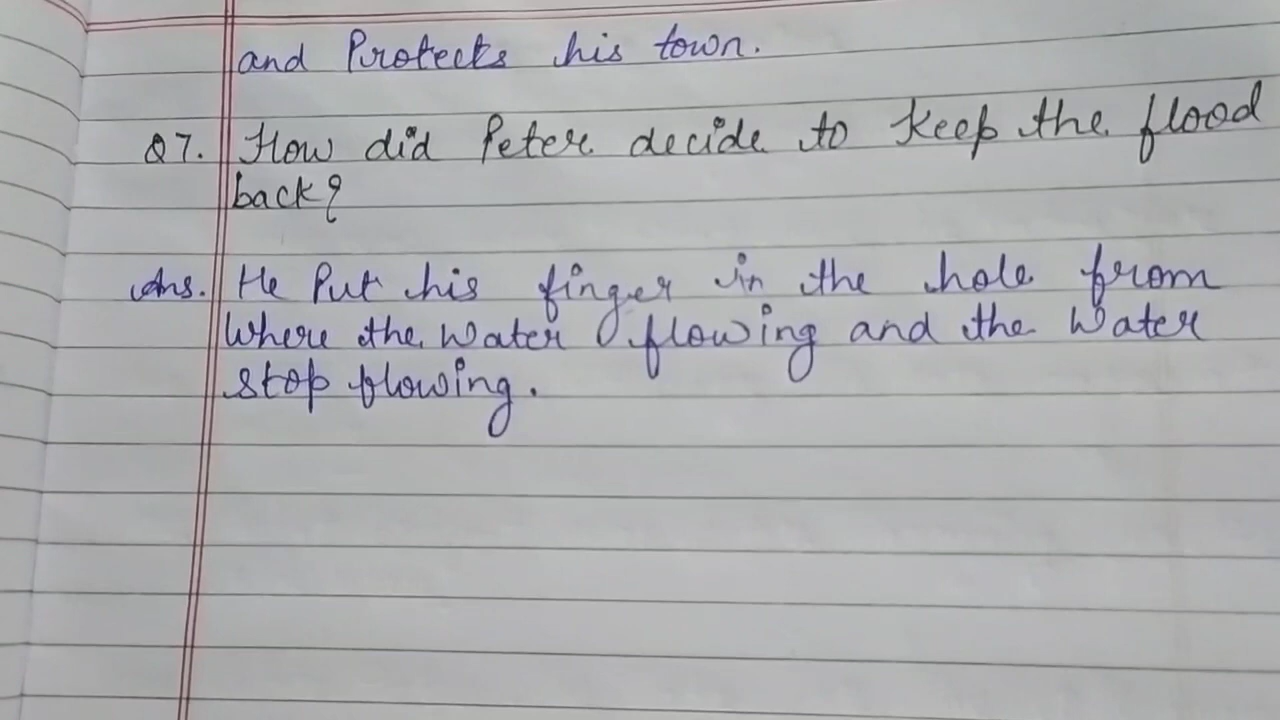 and Protects his town.
Q7. How did Peter decide to keep the flood
back?
Ans. He Put his finger in the hole from
where the water flowing and the water
stop flowing.